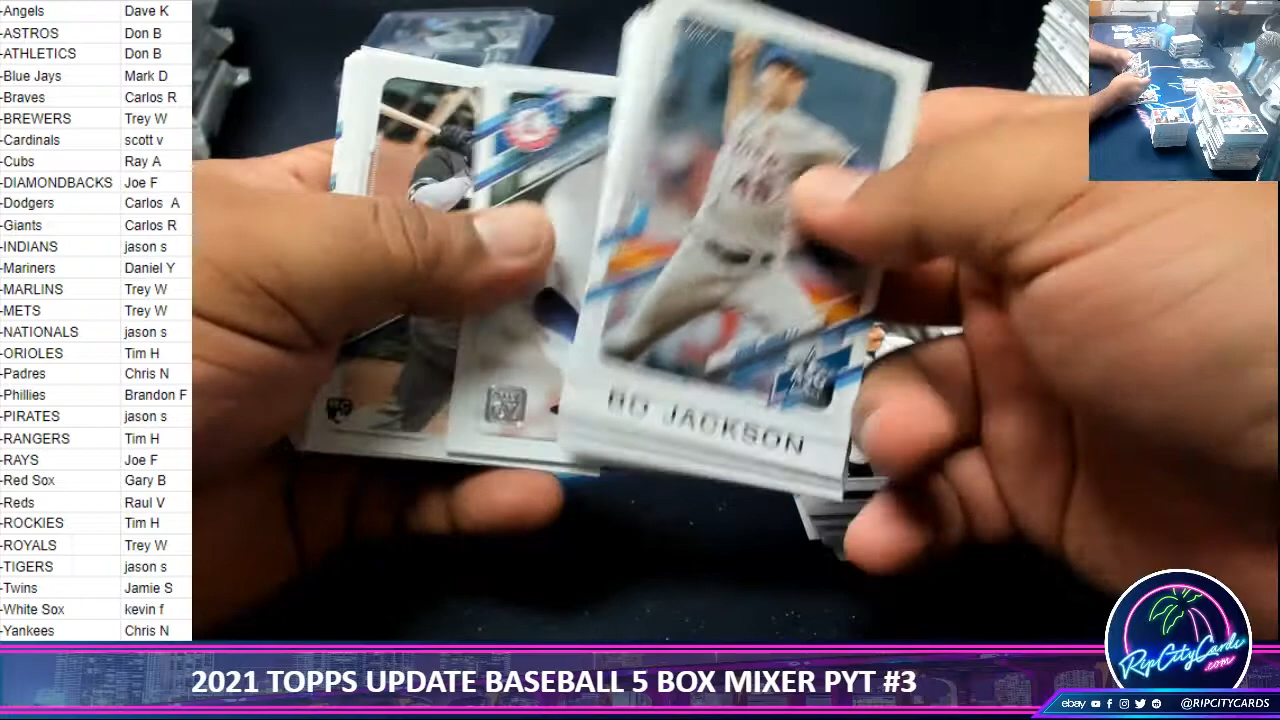 -Angels Dave K
-ASTROS Don B
-ATHLETICS Don B
-Blue Jays Mark D
-Braves Carlos R
-BREWERS Trey W
-Cardinals scott v
-Cubs Ray A
-DIAMONDBACKS Joe F
-Dodgers Carlos A
-Giants Carlos R
-INDIANS jason s
-Mariners Daniel Y
-MARLINS Trey W
-METS Trey W
-NATIONALS jason s
-ORIOLES Tim H
-Padres Chris N
-Phillies Brandon F
-PIRATES jason s
-RANGERS Tim H
-RAYS Joe F
-Red Sox Gary B
-Reds Raul V
-ROCKIES Tim H
-ROYALS Trey W
-TIGERS jason s
-Twins Jamie S
-White Sox kevin f
-Yankees Chris N
JACKSON
2021 TOPPS UPDATE BASEBALL 5 BOX MIXER PYT #3
RipCityCards
.com
ebay @RIPCITYCARDS